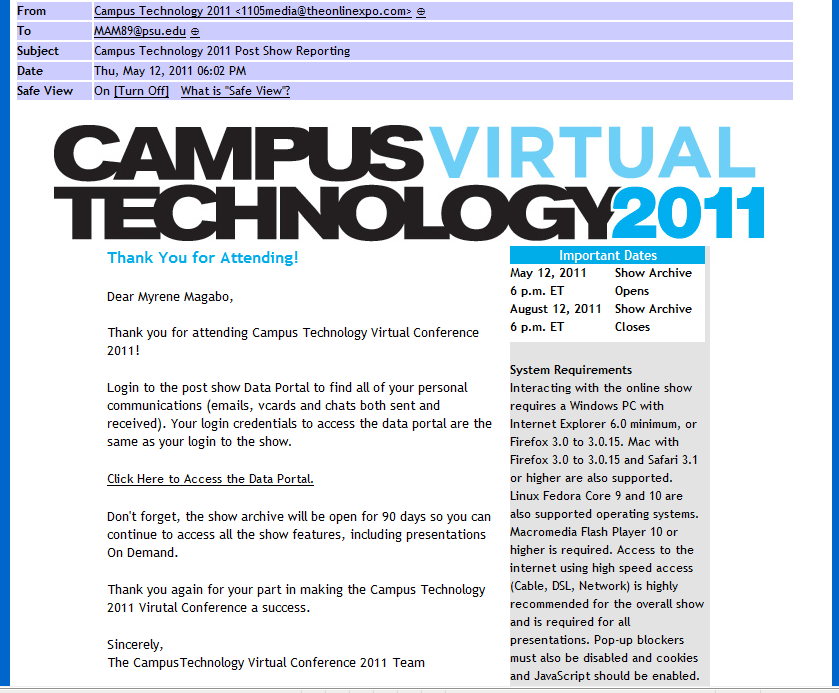 From Campus Technology 2011 <1105media@theonlinexpo.com>
To MAM89@psu.edu
Subject Campus Technology 2011 Post Show Reporting
Date Thu, May 12, 2011 06:02 PM
Safe View On [Turn Off] What is "Safe View"?
CAMPUS VIRTUAL
TECHNOLOGY 2011
Thank You for Attending!
Dear Myrene Magabo,
Thank you for attending Campus Technology Virtual Conference
2011!
Login to the post show Data Portal to find all of your personal
communications (emails, vcards and chats both sent and
received). Your login credentials to access the data portal are the
same as your login to the show.
Click Here to Access the Data Portal.
Don't forget, the show archive will be open for 90 days so you can
continue to access all the show features, including presentations
On Demand.
Thank you again for your part in making the Campus Technology
2011 Virutal Conference a success.
Sincerely,
The CampusTechnology Virtual Conference 2011 Team
Important Dates
May 12, 2011 Show Archive
6 p.m. ET Opens
August 12, 2011 Show Archive
6 p.m. ET Closes
System Requirements
Interacting with the online show
requires a Windows PC with
Internet Explorer 6.0 minimum, or
Firefox 3.0 to 3.0.15. Mac with
Firefox 3.0 to 3.0.15 and Safari 3.1
or higher are also supported.
Linux Fedora Core 9 and 10 are
also supported operating systems.
Macromedia Flash Player 10 or
higher is required. Access to the
internet using high speed access
(Cable, DSL, Network) is highly
recommended for the overall show
and is required for all
presentations. Pop-up blockers
must also be disabled and cookies
and JavaScript should be enabled.